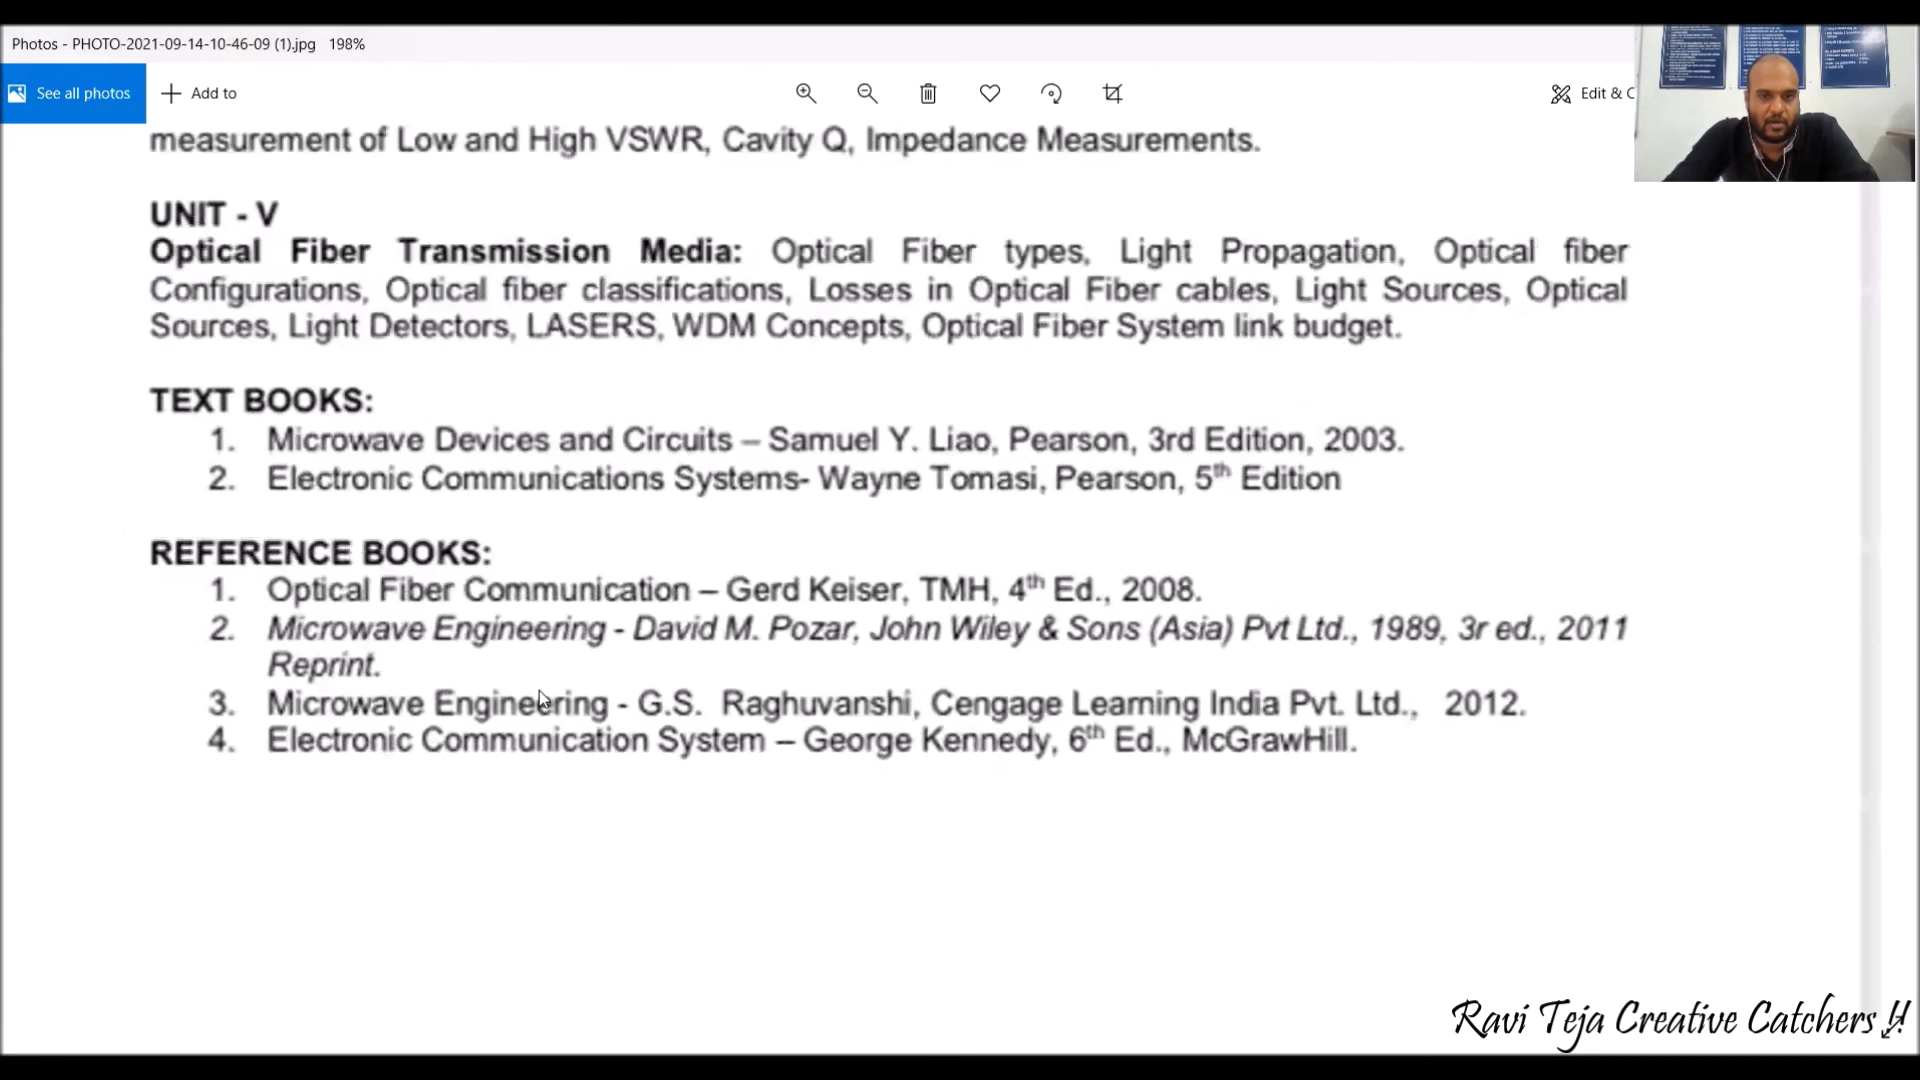 Photos - PHOTO-2021-09-14-10-46-09 (1).jpg 198%
See all photos
Add to
Edit & C
measurement of Low and High VSWR, Cavity Q, Impedance Measurements.
UNIT - V
Optical Fiber Transmission Media: Optical Fiber types, Light Propagation, Optical fiber
Configurations, Optical fiber classifications, Losses in Optical Fiber cables, Light Sources, Optical
Sources, Light Detectors, LASERS, WDM Concepts, Optical Fiber System link budget.
TEXT BOOKS:
1. Microwave Devices and Circuits – Samuel Y. Liao, Pearson, 3rd Edition, 2003.
2. Electronic Communications Systems- Wayne Tomasi, Pearson, 5th Edition
REFERENCE BOOKS:
1. Optical Fiber Communication – Gerd Keiser, TMH, 4th Ed., 2008.
2. Microwave Engineering - David M. Pozar, John Wiley & Sons (Asia) Pvt Ltd., 1989, 3r ed., 2011
Reprint.
3. Microwave Engineering - G.S. Raghuvanshi, Cengage Learning India Pvt. Ltd., 2012.
4. Electronic Communication System – George Kennedy, 6th Ed., McGrawHill.
Ravi Teja Creative Catchers !!